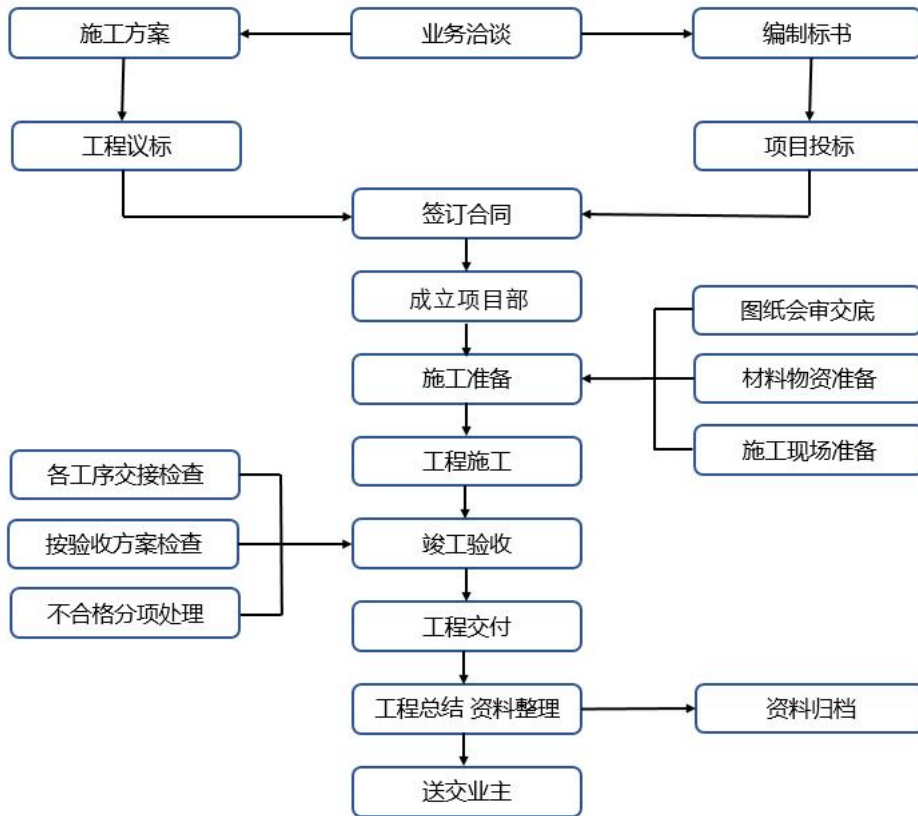 施工方案
业务洽谈
编制标书
工程议标
项目投标
签订合同
成立项目部
图纸会审交底
施工准备
材料物资准备
工程施工
施工现场准备
各工序交接检查
按验收方案检查
竣工验收
不合格分项处理
工程交付
工程总结 资料整理
资料归档
送交业主